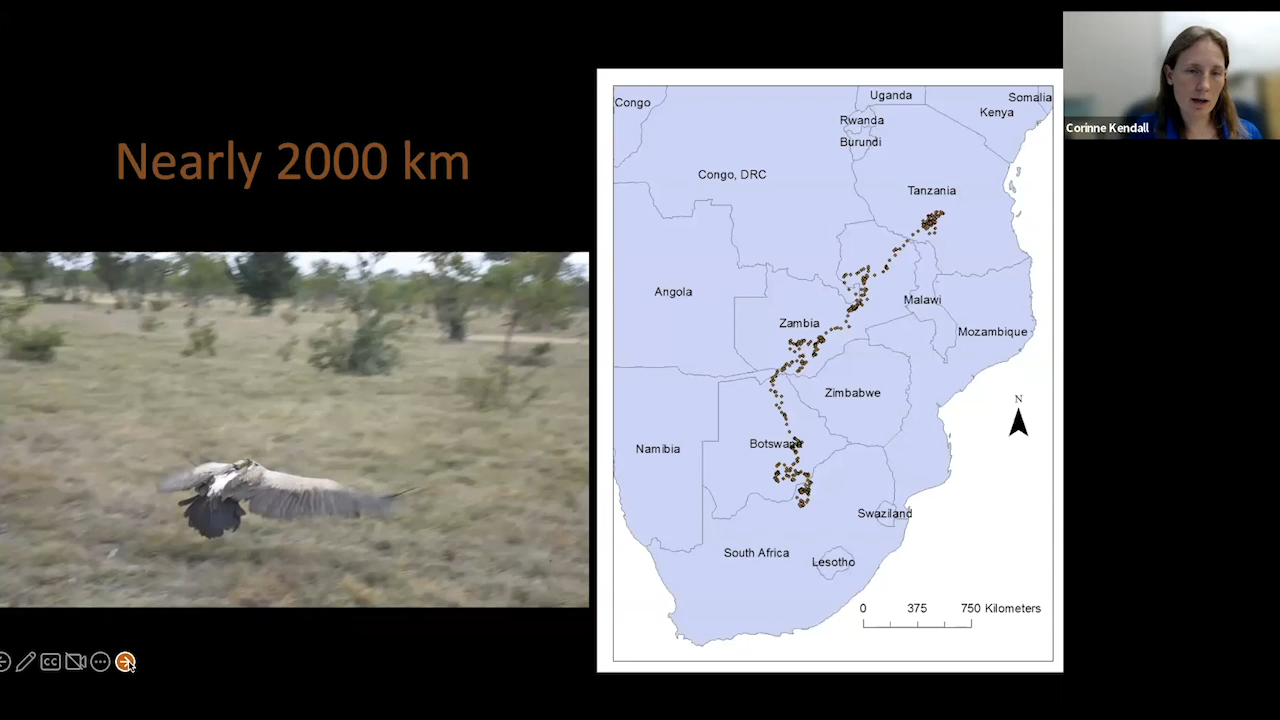 Nearly 2000 km
Congo
Uganda
Somalia
Kenya
Rwanda
Burundi
Congo, DRC
Tanzania
Angola
Malawi
Zambia
Mozambique
Zimbabwe
N
Namibia
Botswana
Swaziland
South Africa
Lesotho
0 375 750 Kilometers
Corinne Kendall
CC